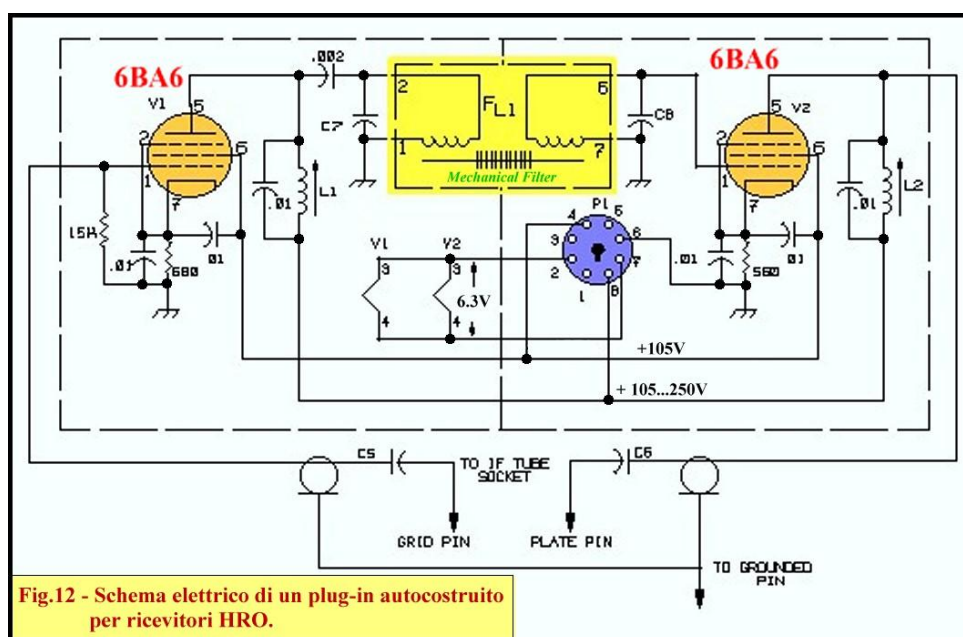 6BA6
V1
5
2
6
1
7
15K
.01
680
01
.002
C7
.01
L1
2
FL1
6
1
7
Mechanical Filter
C8
6BA6
V2
5
2
6
1
7
.01
560
01
.01
L2
P1
4
5
3
6
2
7
1
8
V1
V2
3
3
6.3V
4
4
+105V
+ 105...250V
C5
TO IF TUBE
SOCKET
C6
GRID PIN
PLATE PIN
TO GROUNDED
PIN
Fig.12 - Schema elettrico di un plug-in autocostruito
per ricevitori HRO.